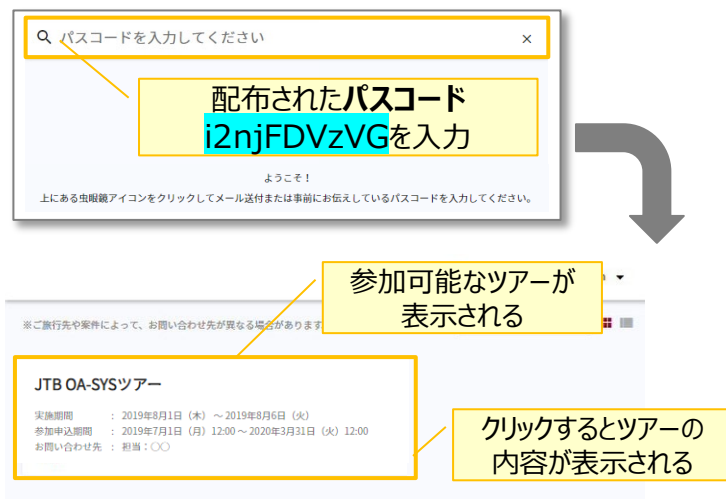 パスコードを入力してください ×
配布されたパスコード
i2njFDVzVGを入力
ようこそ！
上にある虫眼鏡アイコンをクリックしてメール送付または事前にお伝えしているパスコードを入力してください。
参加可能なツアーが
表示される
※ご旅行先や案件によって、お問い合わせ先が異なる場合があります
JTB OA-SYSツアー
実施期間 : 2019年8月1日（木）～2019年8月6日（火）
参加申込期間 : 2019年7月1日（月）12:00～2020年3月31日（火）12:00
お問い合わせ先 : 担当：○○
クリックするとツアーの
内容が表示される